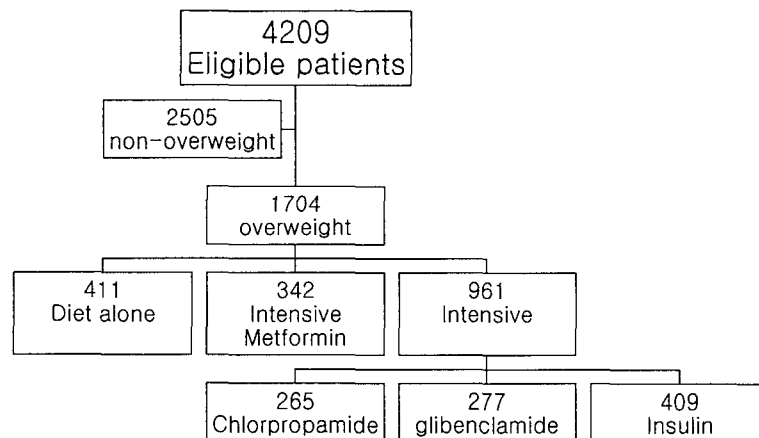 4209
Eligible patients
2505
non-overweight
1704
overweight
411
Diet alone
342
Intensive
Metformin
961
Intensive
265
Chlorpropamide
277
glibenclamide
409
Insulin